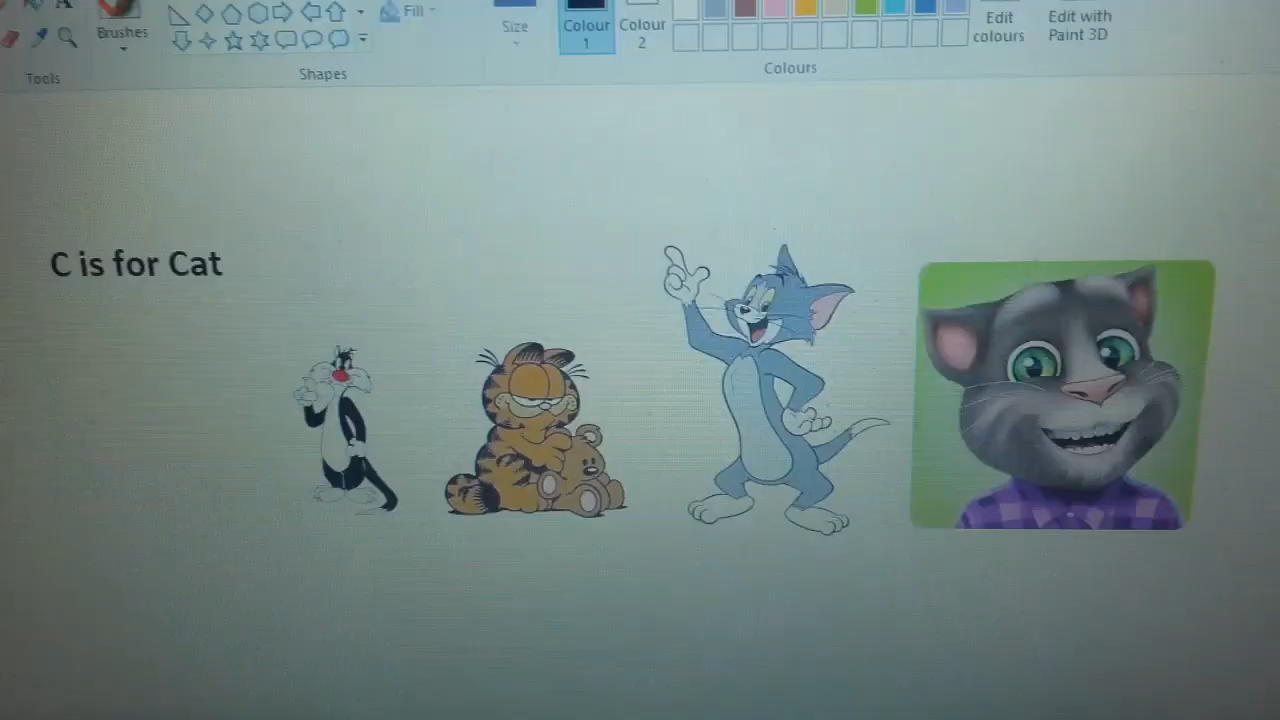 Fill
Brushes
Size
Colour
1
Colour
2
Edit
colours
Edit with
Paint 3D
Tools
Shapes
Colours
C is for Cat